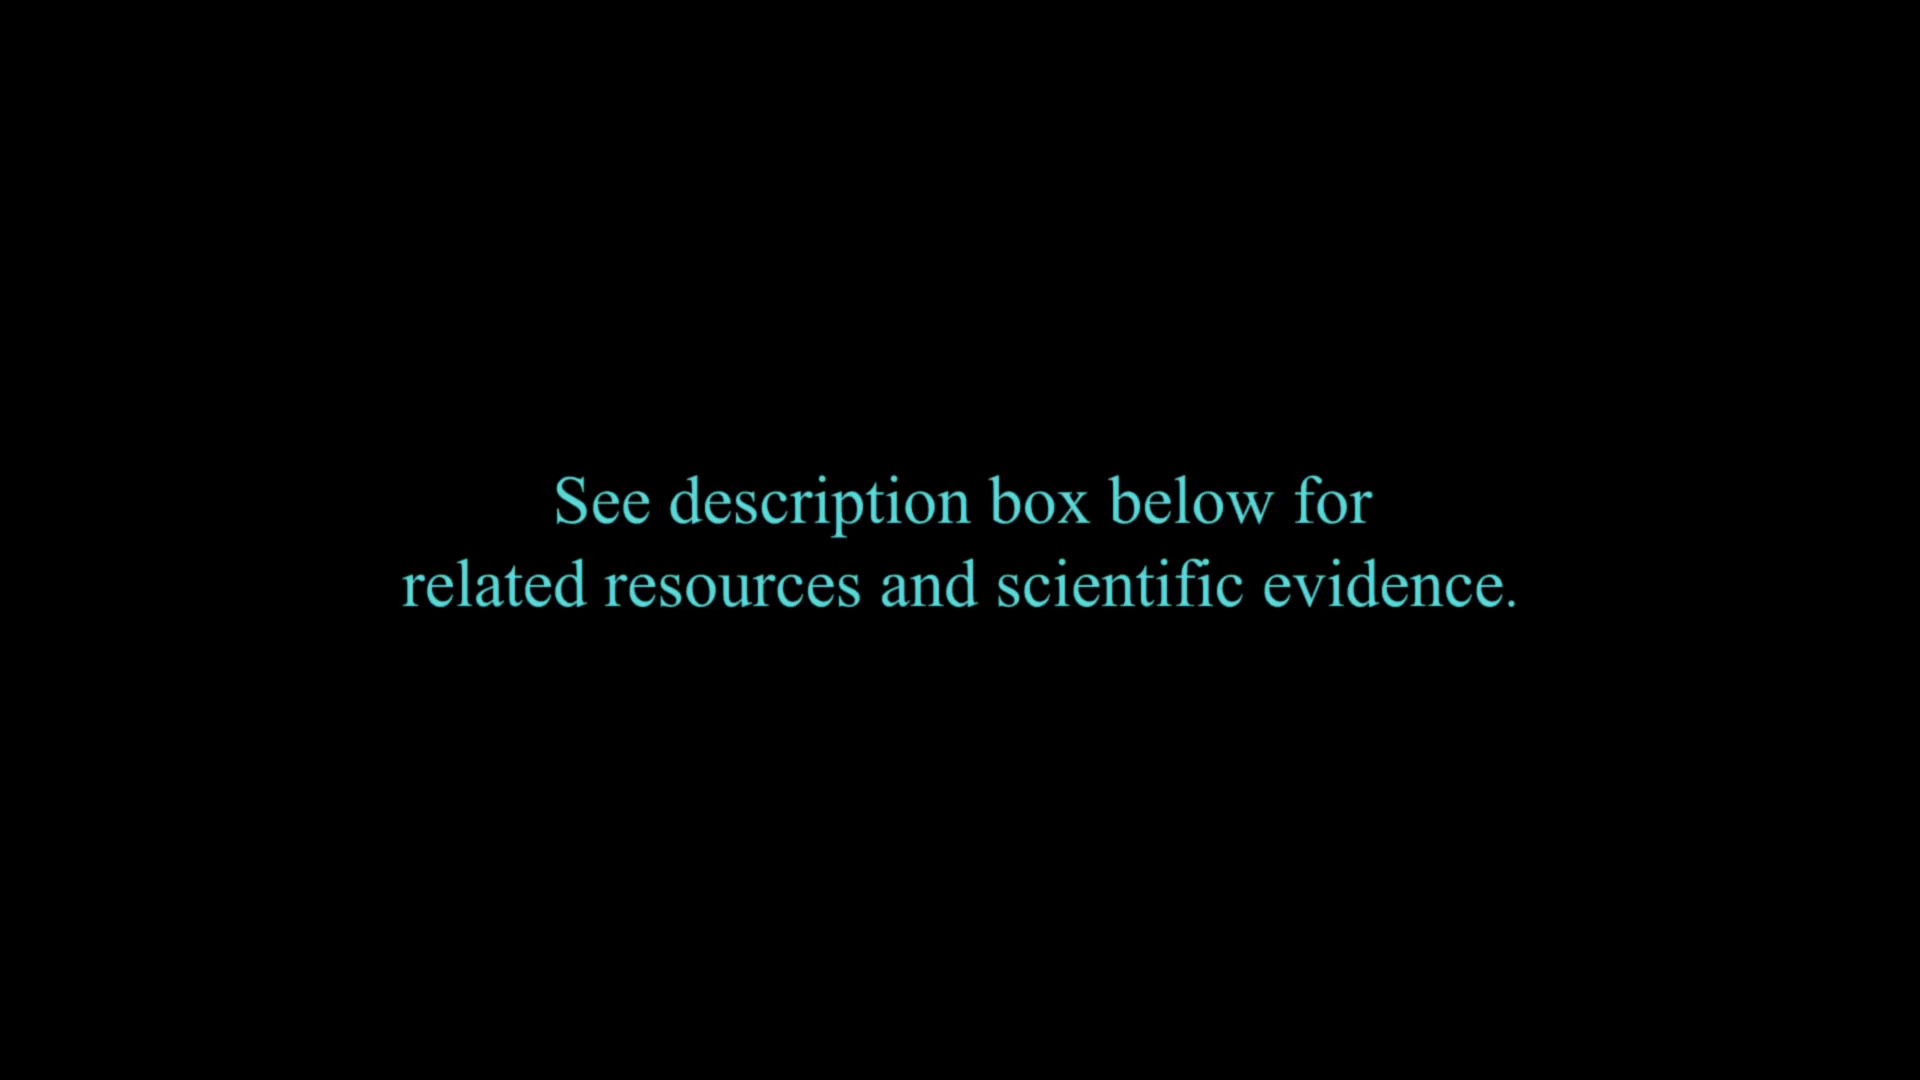 See description box below for
related resources and scientific evidence.